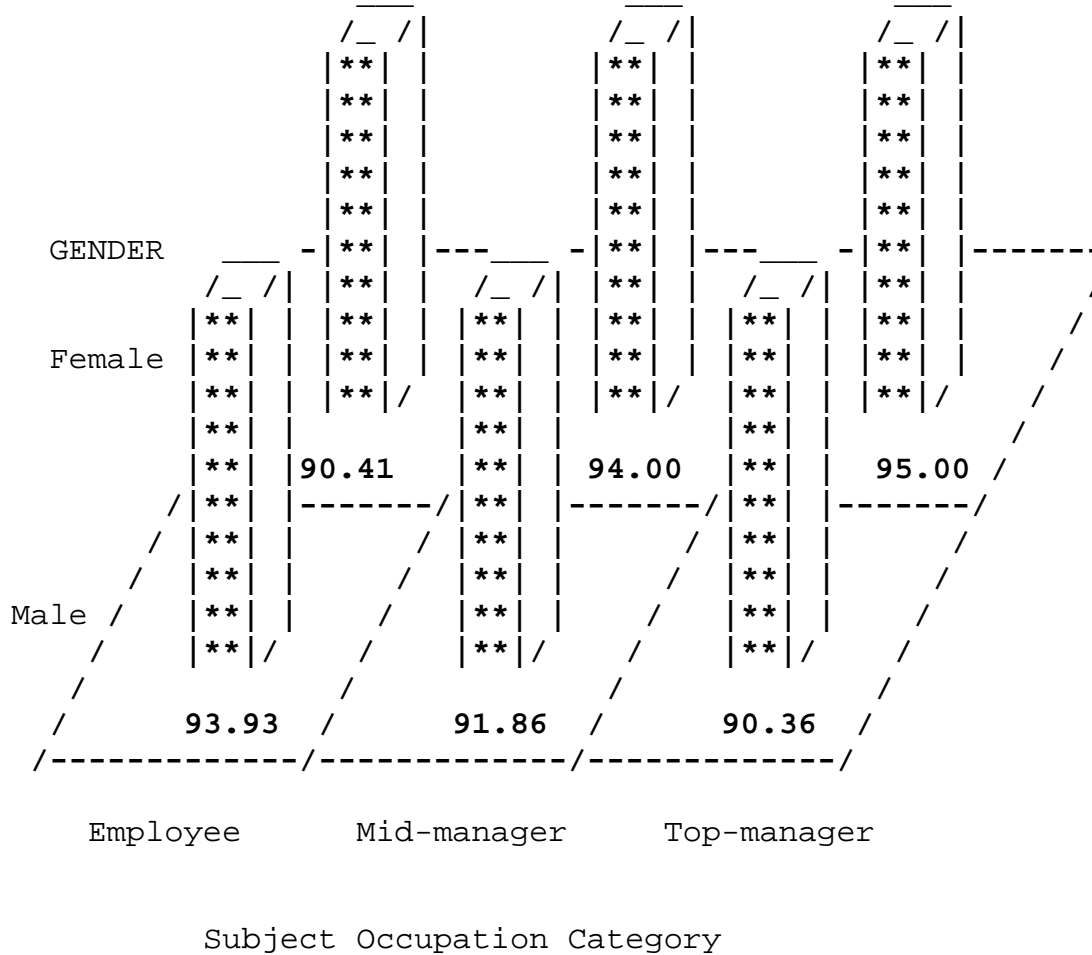 GENDER
Female
90.41 94.00 95.00
Male
93.93 91.86 90.36
Employee Mid-manager Top-manager
Subject Occupation Category